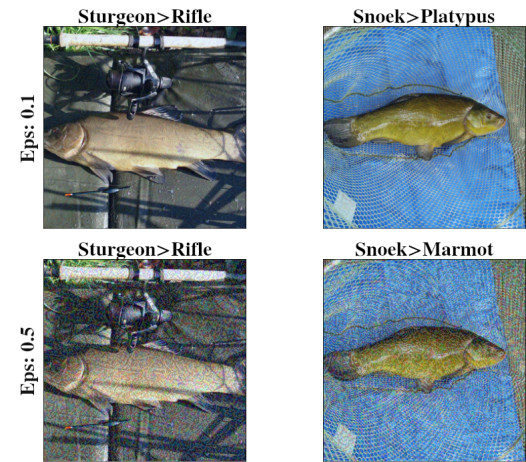 Sturgeon>Rifle
Snoek>Platypus
Eps: 0.1
Sturgeon>Rifle
Snoek>Marmot
Eps: 0.5